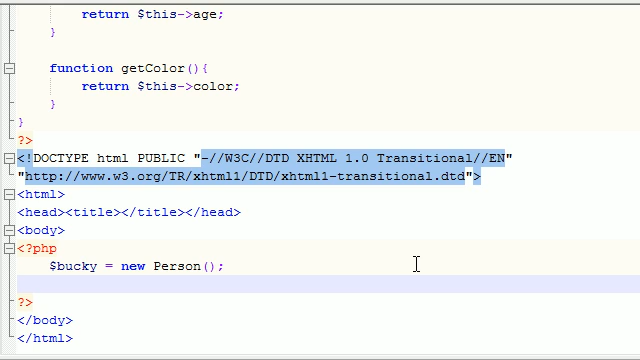 return $this->age;
}
function getColor(){
return $this->color;
}
}
?>
<!DOCTYPE html PUBLIC "-//W3C//DTD XHTML 1.0 Transitional//EN"
"http://www.w3.org/TR/xhtml1/DTD/xhtml1-transitional.dtd">
<html>
<head><title></title></head>
<body>
<?php
$bucky = new Person();
?>
</body>
</html>